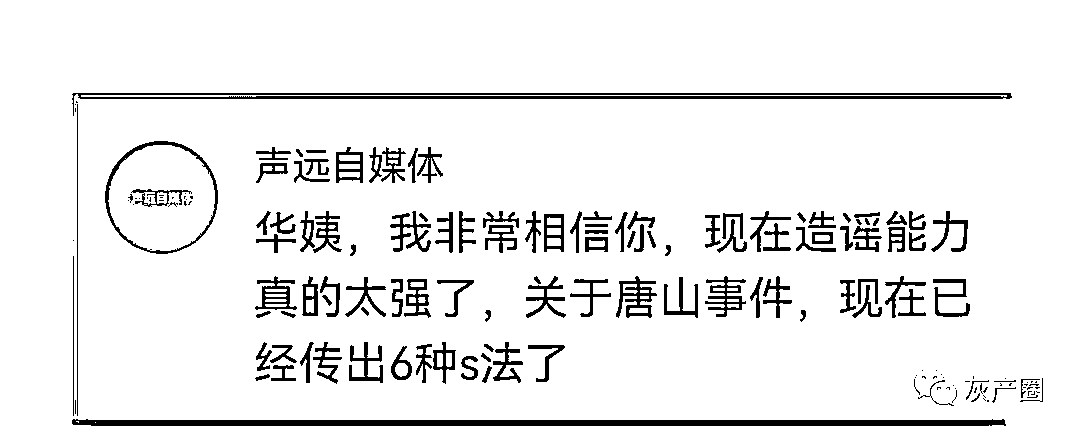 声远自媒体
声远自媒体
华姨，我非常相信你，现在造谣能力
真的太强了，关于唐山事件，现在已
经传出6种s法了
灰产圈